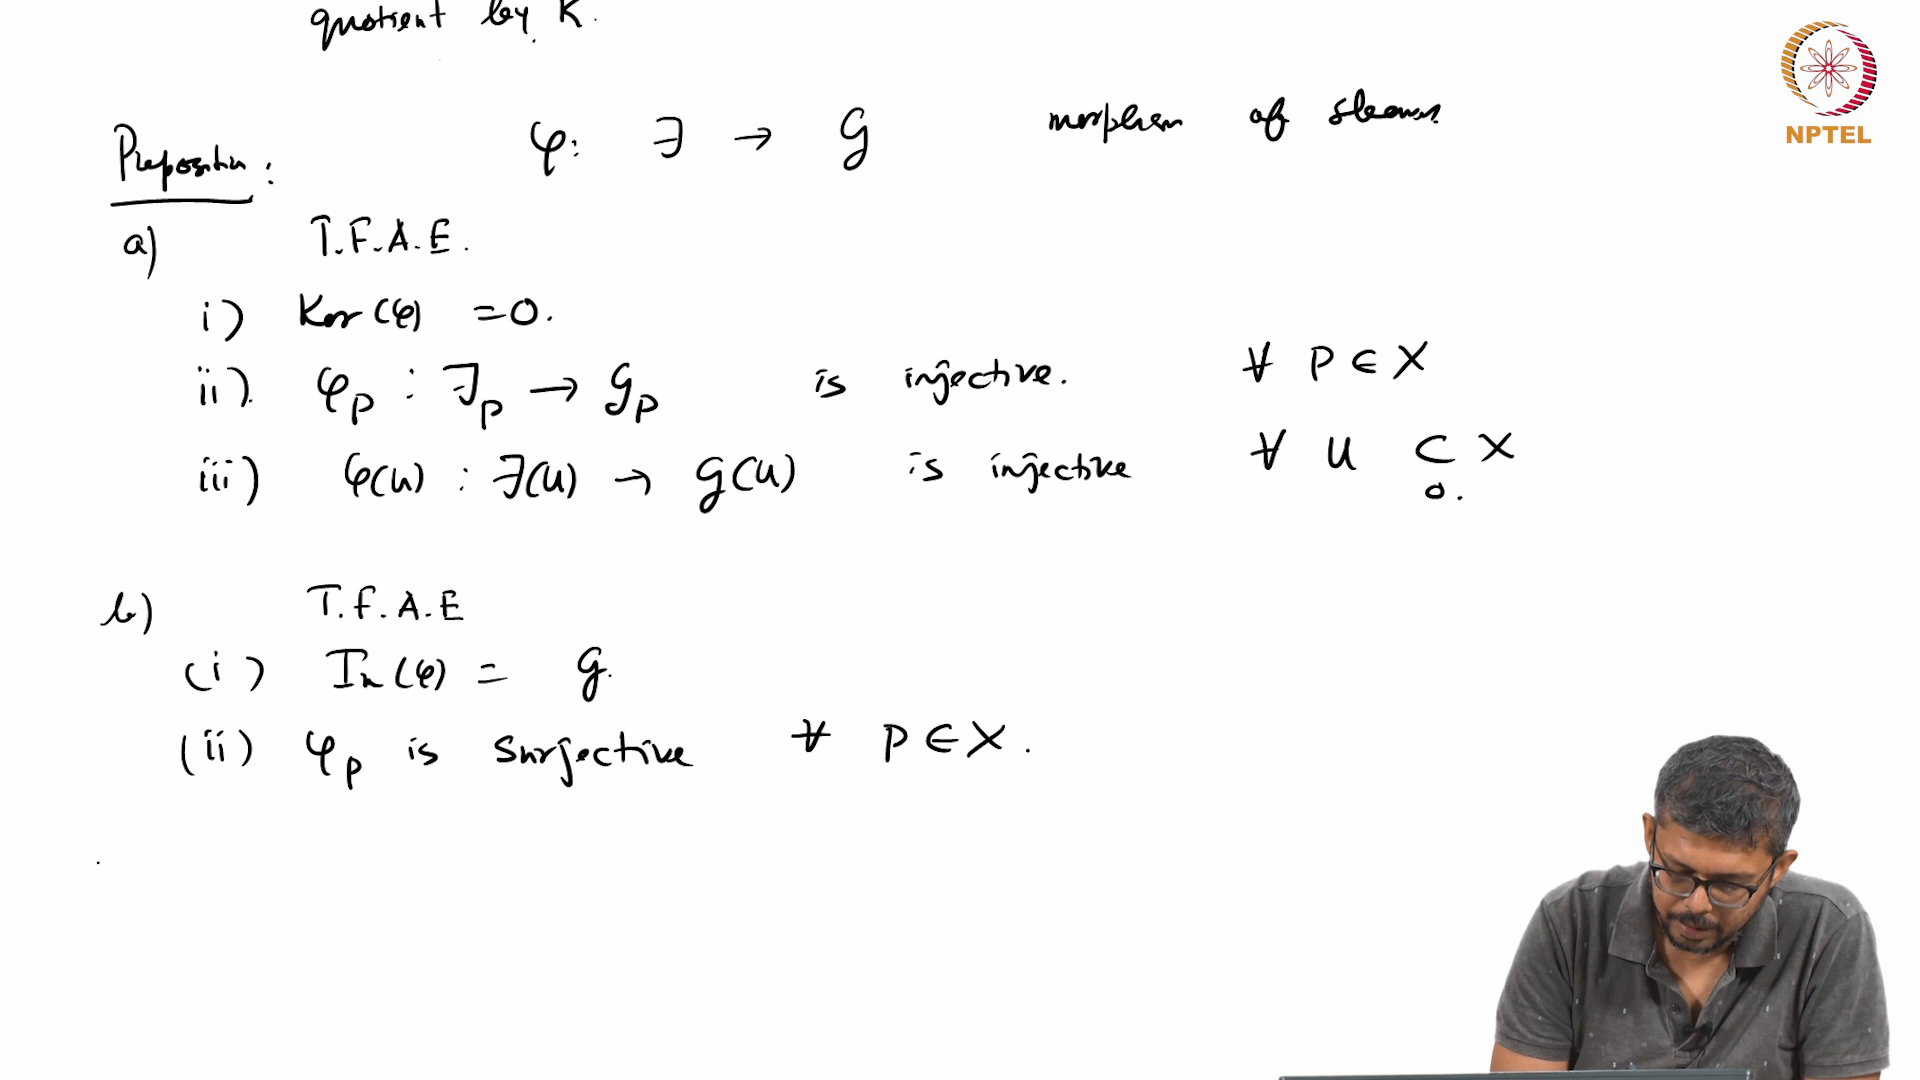 quotient by K.
NPTEL
Proposition: φ: ℱ → 𝒢 morphism of sheaves
a) T.F.A.E.
i) Ker(φ) = 0.
ii) φ_p : ℱ_p → 𝒢_p is injective. ∀ p ∈ X
iii) φ(U) : ℱ(U) → 𝒢(U) is injective ∀ U ⊂ X
o.
b) T.F.A.E
(i) Im(φ) = 𝒢.
(ii) φ_p is surjective ∀ p ∈ X.